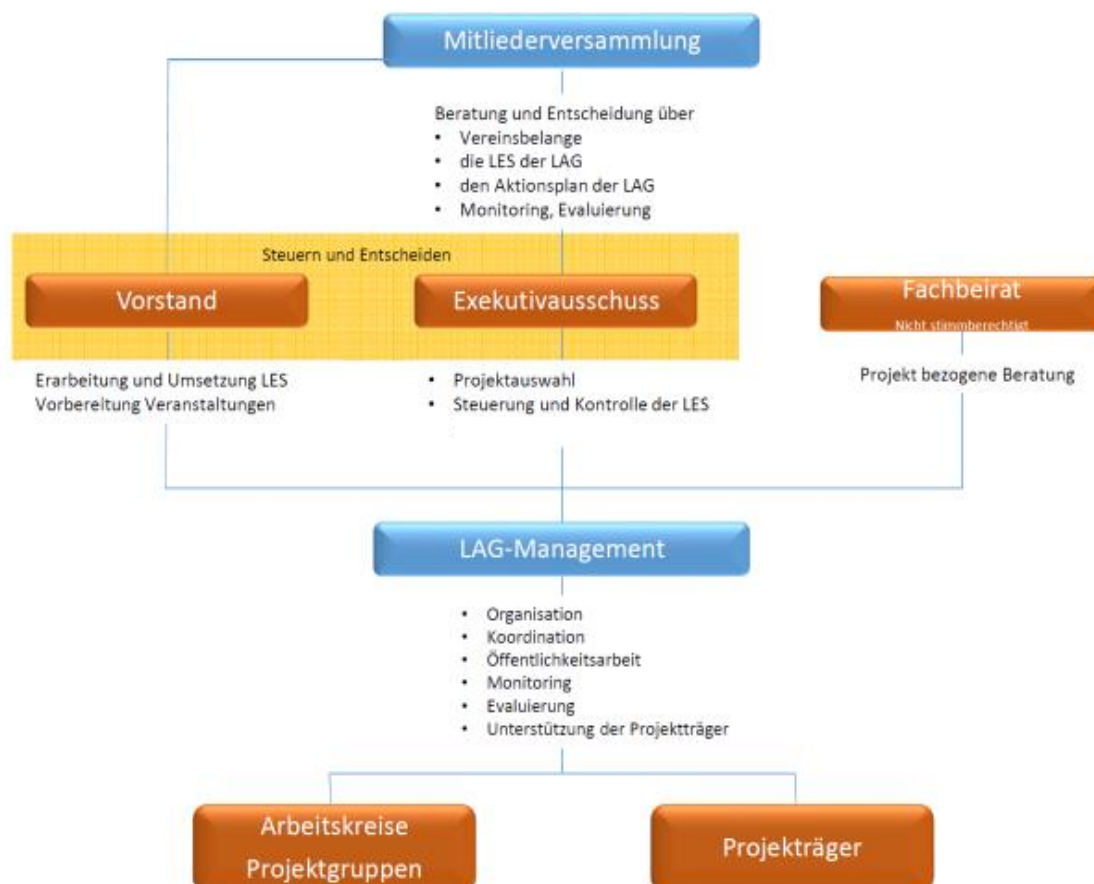 Mitliederversammlung
Beratung und Entscheidung über
• Vereinsbelange
• die LES der LAG
• den Aktionsplan der LAG
• Monitoring, Evaluierung
Steuern und Entscheiden
Vorstand
Exekutivausschuss
Fachbeirat
Nicht stimmberechtigt
Erarbeitung und Umsetzung LES
Vorbereitung Veranstaltungen
• Projektauswahl
• Steuerung und Kontrolle der LES
Projekt bezogene Beratung
LAG-Management
• Organisation
• Koordination
• Öffentlichkeitsarbeit
• Monitoring
• Evaluierung
• Unterstützung der Projektträger
Arbeitskreise
Projektgruppen
Projekträger